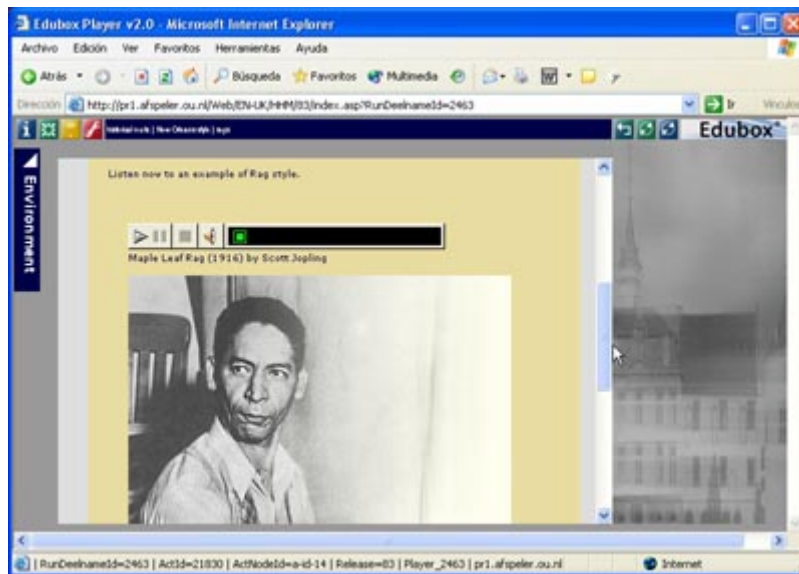 Edubox Player v2.0 - Microsoft Internet Explorer
Archivo Edición Ver Favoritos Herramientas Ayuda
Atrás Búsqueda Favoritos Multimedia
Dirección http://pr1.afspeler.ou.nl/Web/EN-UK/HHM/83/index.asp?RunDeelnameId=2463 Ir Vínculos
Edubox
Environment
Listen now to an example of Rag style.
Maple Leaf Rag (1916) by Scott Jopling
| RunDeelnameId=2463 | ActId=21830 | ActNodeId=a-id-14 | Release=83 | Player_2463 | pr1.afspeler.ou.nl Internet